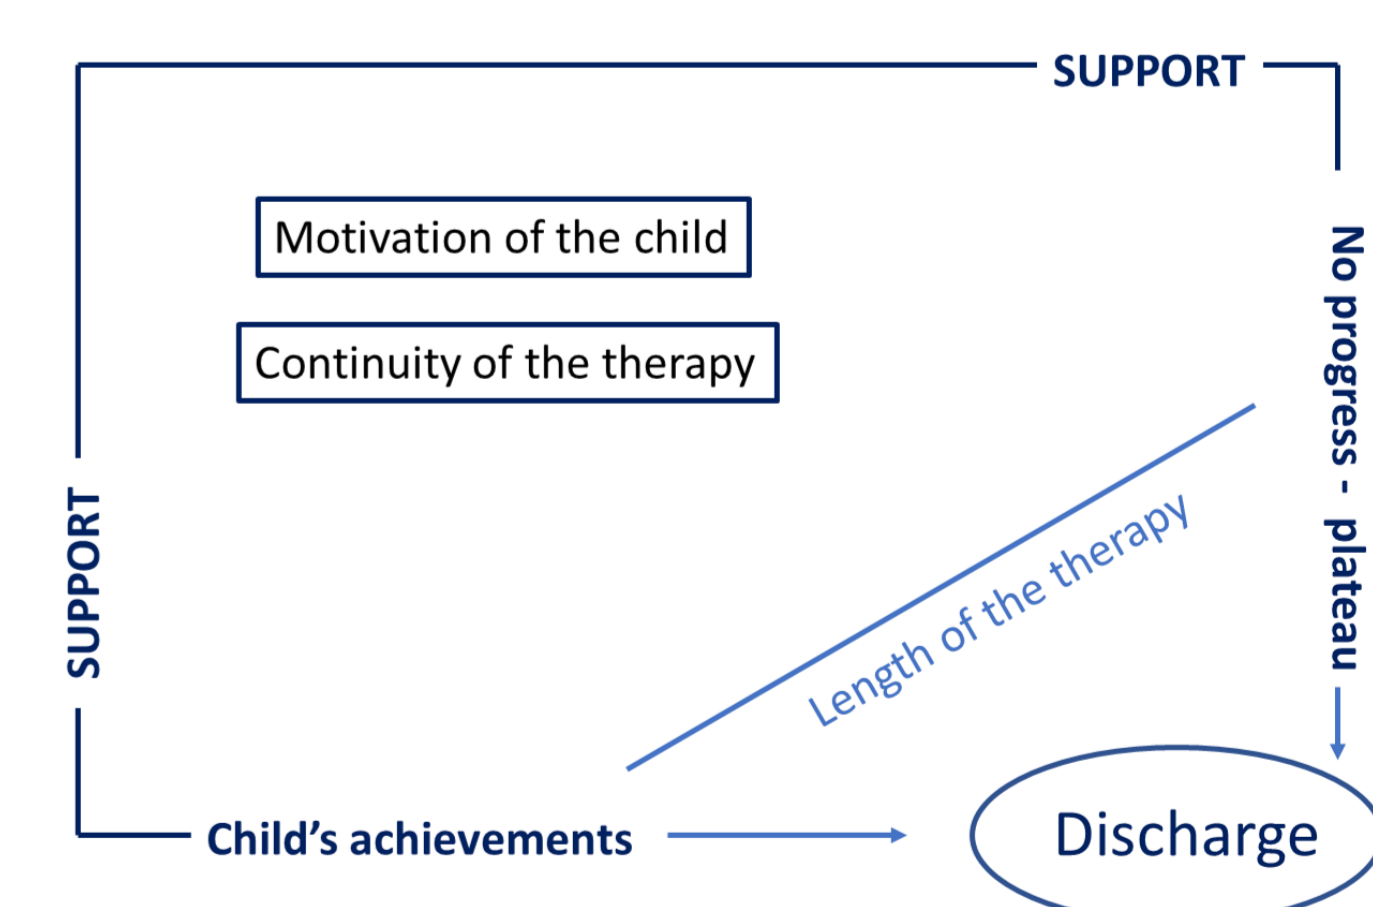 SUPPORT
Motivation of the child
No progress - plateau
Continuity of the therapy
SUPPORT
Length of the therapy
Child’s achievements
Discharge